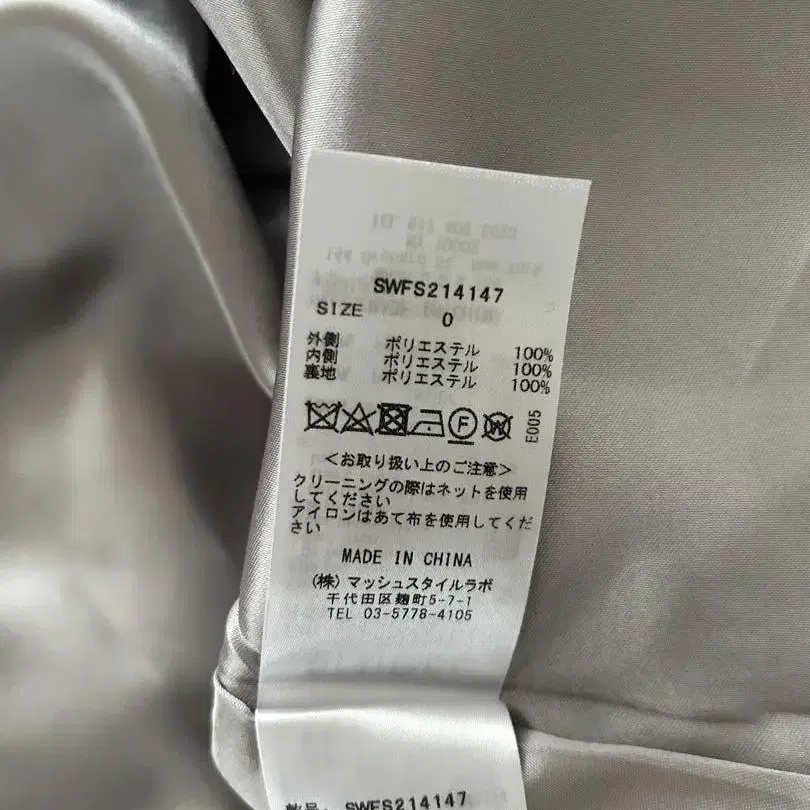 SWFS214147
SIZE 0
外側 ポリエステル 100%
内側 ポリエステル 100%
裏地 ポリエステル 100%
F W E005
<お取り扱い上のご注意>
クリーニングの際はネットを使用
してください
アイロンはあて布を使用してくだ
さい
MADE IN CHINA
(株) マッシュスタイルラボ
千代田区麹町5-7-1
TEL 03-5778-4105
款号: SWFS214147